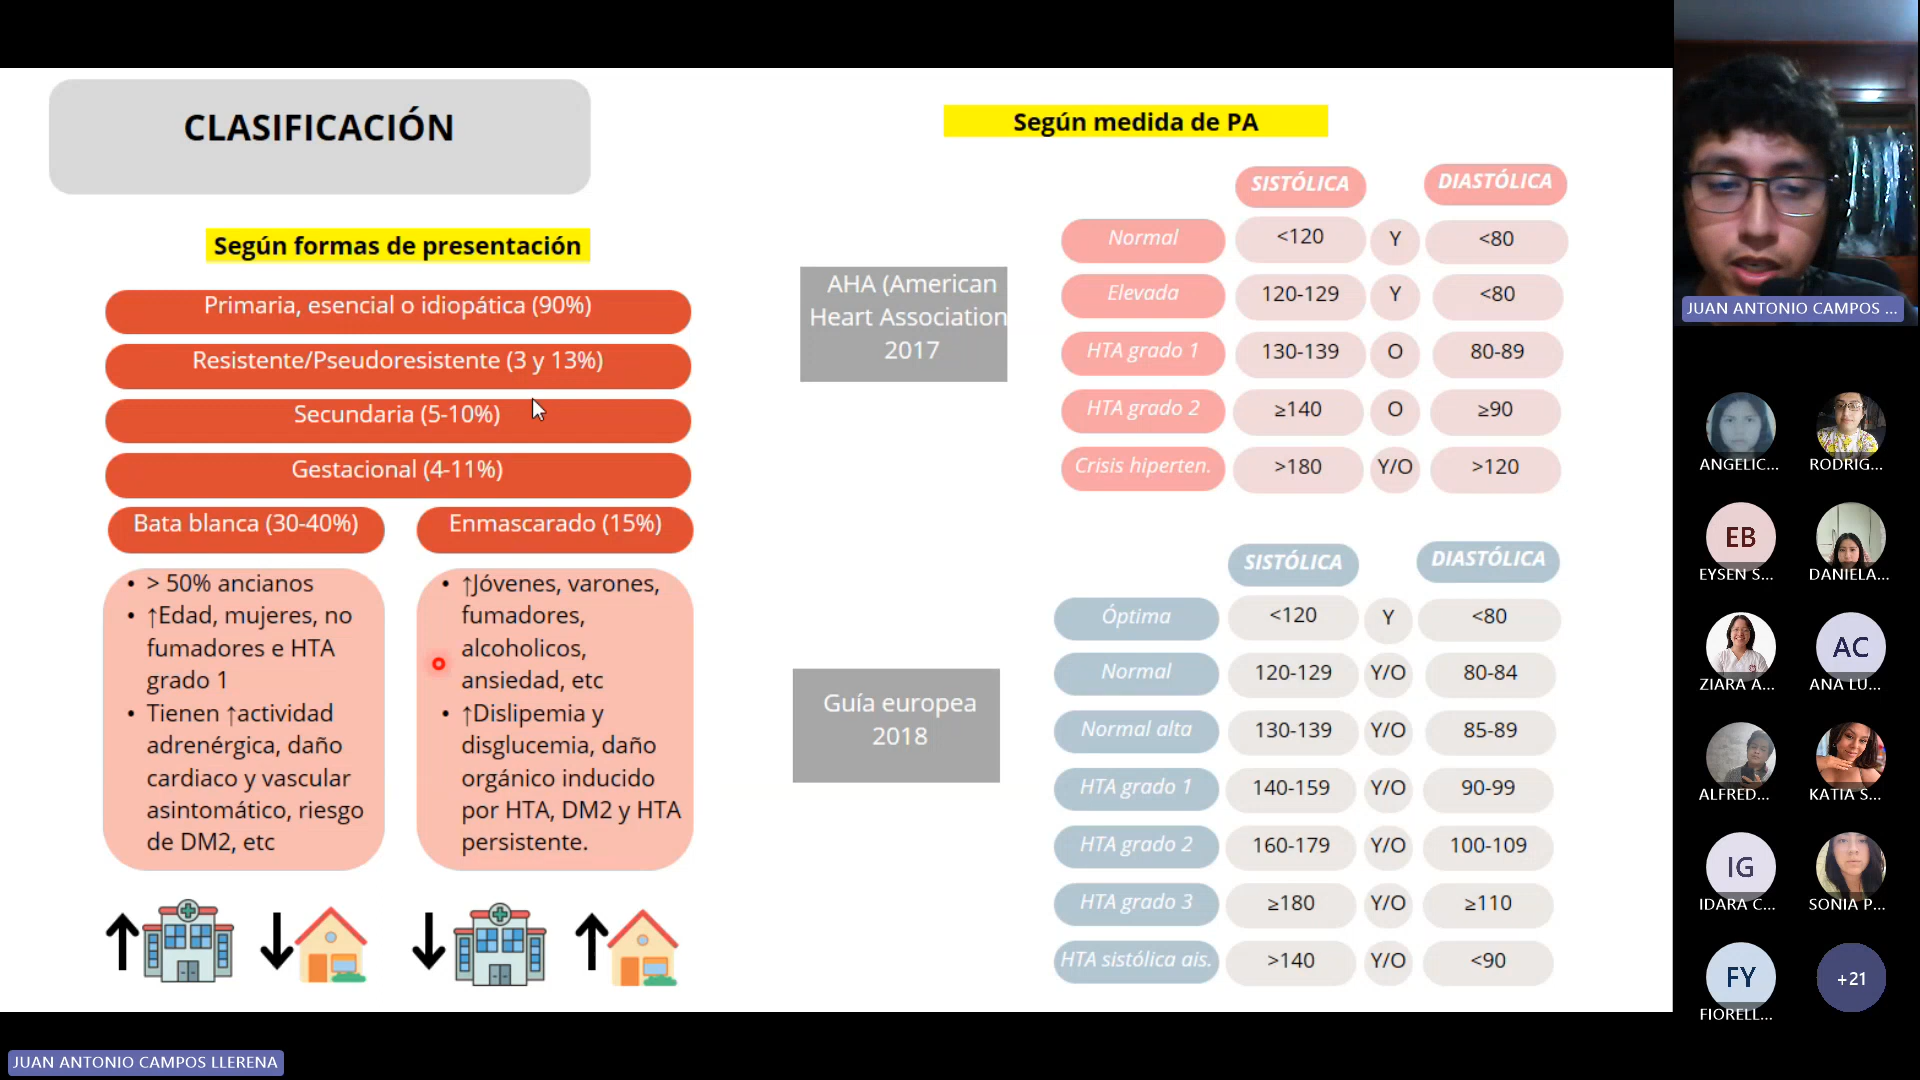 CLASIFICACIÓN
Según formas de presentación
Primaria, esencial o idiopática (90%)
Resistente/Pseudoresistente (3 y 13%)
Secundaria (5-10%)
Gestacional (4-11%)
Bata blanca (30-40%)
• > 50% ancianos
• ↑Edad, mujeres, no
fumadores e HTA
grado 1
• Tienen ↑actividad
adrenérgica, daño
cardiaco y vascular
asintomático, riesgo
de DM2, etc
Enmascarado (15%)
• ↑Jóvenes, varones,
fumadores,
alcoholicos,
ansiedad, etc
• ↑Dislipemia y
disglucemia, daño
orgánico inducido
por HTA, DM2 y HTA
persistente.
Según medida de PA
AHA (American
Heart Association
2017
SISTÓLICA DIASTÓLICA
Normal <120 Y <80
Elevada 120-129 Y <80
HTA grado 1 130-139 O 80-89
HTA grado 2 ≥140 O ≥90
Crisis hiperten. >180 Y/O >120
Guía europea
2018
SISTÓLICA DIASTÓLICA
Óptima <120 Y <80
Normal 120-129 Y/O 80-84
Normal alta 130-139 Y/O 85-89
HTA grado 1 140-159 Y/O 90-99
HTA grado 2 160-179 Y/O 100-109
HTA grado 3 ≥180 Y/O ≥110
HTA sistólica ais. >140 Y/O <90
JUAN ANTONIO CAMPOS ...
ANGELIC... RODRIG...
EB
EYSEN S... DANIELA...
AC
ZIARA A... ANA LU...
ALFRED... KATIA S...
IG
IDARA C... SONIA P...
FY +21
FIORELL...
JUAN ANTONIO CAMPOS LLERENA